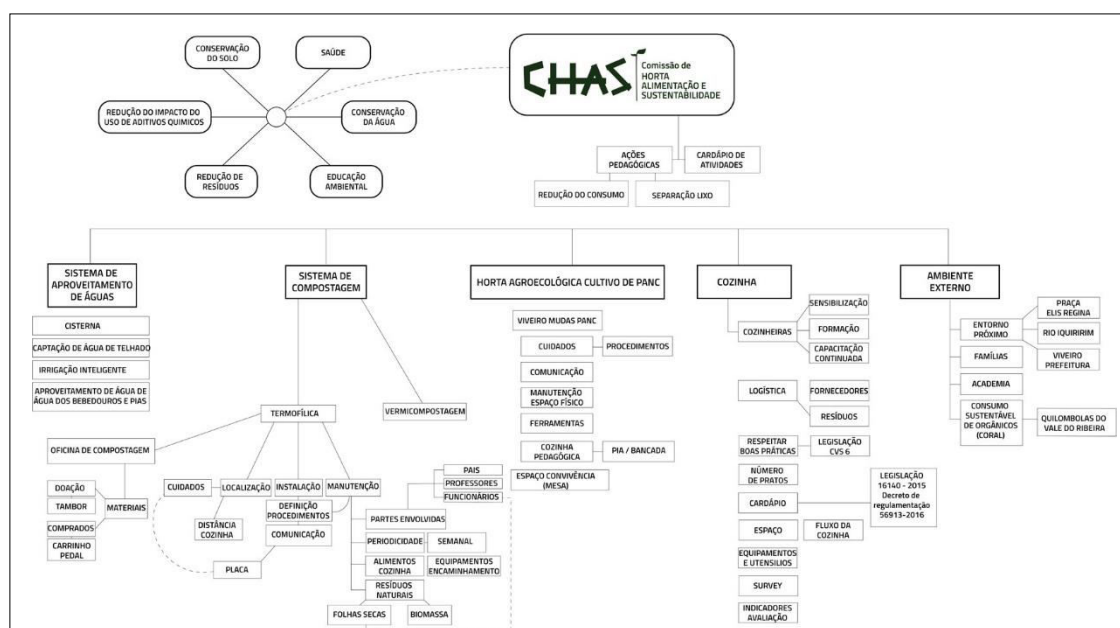 CONSERVAÇÃO
DO SOLO
SAÚDE
REDUÇÃO DO IMPACTO DO
USO DE ADITIVOS QUIMICOS
CONSERVAÇÃO
DA ÁGUA
REDUÇÃO DE
RESÍDUOS
EDUCAÇÃO
AMBIENTAL
CHAS
Comissão de
HORTA
ALIMENTAÇÃO E
SUSTENTABILIDADE
AÇÕES
PEDAGÓGICAS
CARDÁPIO DE
ATIVIDADES
REDUÇÃO DO CONSUMO
SEPARAÇÃO LIXO
SISTEMA DE
APROVEITAMENTO
DE ÁGUAS
CISTERNA
CAPTAÇÃO DE ÁGUA DE TELHADO
IRRIGAÇÃO INTELIGENTE
APROVEITAMENTO DE ÁGUA DE
ÁGUA DOS BEBEDOUROS E PIAS
SISTEMA DE
COMPOSTAGEM
TERMOFÍLICA
VERMICOMPOSTAGEM
OFICINA DE COMPOSTAGEM
DOAÇÃO
TAMBOR
COMPRADOS
CARRINHO
PEDAL
MATERIAIS
CUIDADOS
LOCALIZAÇÃO
INSTALAÇÃO
MANUTENÇÃO
DISTÂNCIA
COZINHA
DEFINIÇÃO
PROCEDIMENTOS
COMUNICAÇÃO
PLACA
PAIS
PROFESSORES
FUNCIONÁRIOS
PARTES ENVOLVIDAS
PERIODICIDADE
SEMANAL
ALIMENTOS
COZINHA
EQUIPAMENTOS
ENCAMINHAMENTO
RESÍDUOS
NATURAIS
FOLHAS SECAS
BIOMASSA
HORTA AGROECOLÓGICA CULTIVO DE PANC
VIVEIRO MUDAS PANC
CUIDADOS
PROCEDIMENTOS
COMUNICAÇÃO
MANUTENÇÃO
ESPAÇO FÍSICO
FERRAMENTAS
COZINHA
PEDAGÓGICA
PIA / BANCADA
ESPAÇO CONVIVÊNCIA
(MESA)
COZINHA
COZINHEIRAS
SENSIBILIZAÇÃO
FORMAÇÃO
CAPACITAÇÃO
CONTINUADA
LOGÍSTICA
FORNECEDORES
RESÍDUOS
RESPEITAR
BOAS PRÁTICAS
LEGISLAÇÃO
CVS 6
NÚMERO
DE PRATOS
CARDÁPIO
LEGISLAÇÃO
16140 - 2015
Decreto de
regulamentação
56913-2016
ESPAÇO
FLUXO DA
COZINHA
EQUIPAMENTOS
E UTENSILIOS
SURVEY
INDICADORES
AVALIAÇÃO
AMBIENTE
EXTERNO
ENTORNO
PRÓXIMO
PRAÇA
ELIS REGINA
RIO IQUIRIRIM
VIVEIRO
PREFEITURA
FAMÍLIAS
ACADEMIA
CONSUMO
SUSTENTÁVEL
DE ORGÂNICOS
(CORAL)
QUILOMBOLAS DO
VALE DO RIBEIRA